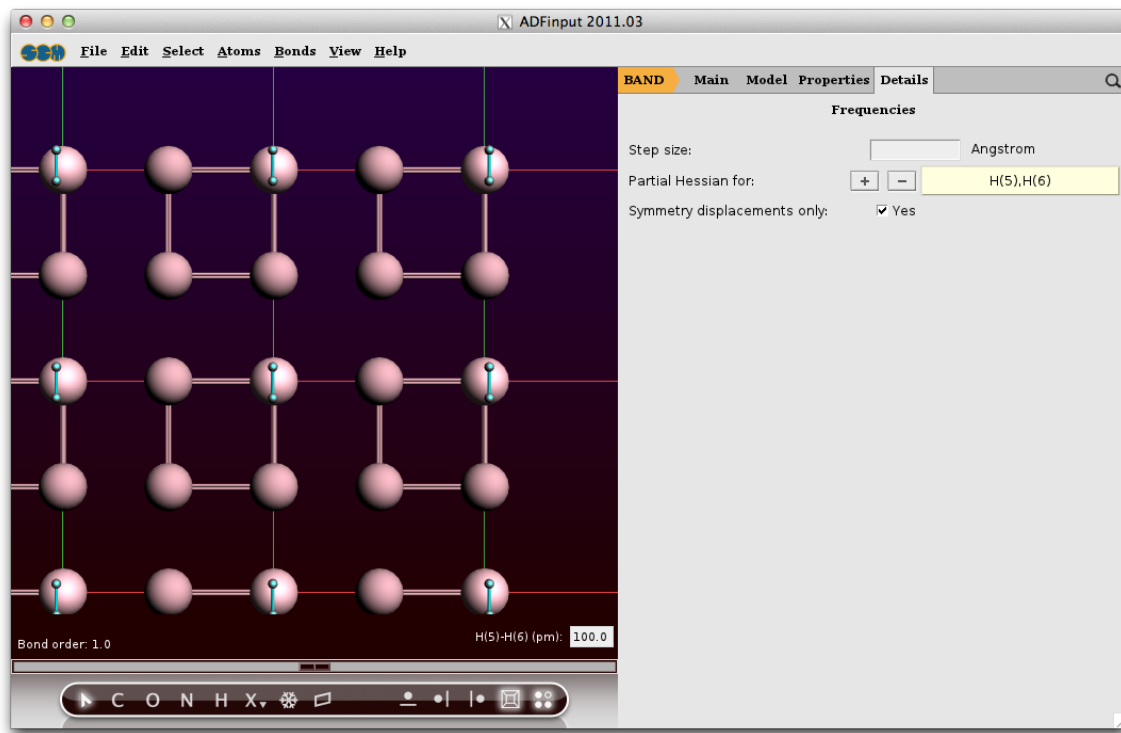 X ADFinput 2011.03
SCM File Edit Select Atoms Bonds View Help
BAND Main Model Properties Details
Frequencies
Step size: Angstrom
Partial Hessian for: + − H(5),H(6)
Symmetry displacements only: Yes
Bond order: 1.0
H(5)-H(6) (pm): 100.0
C O N H X